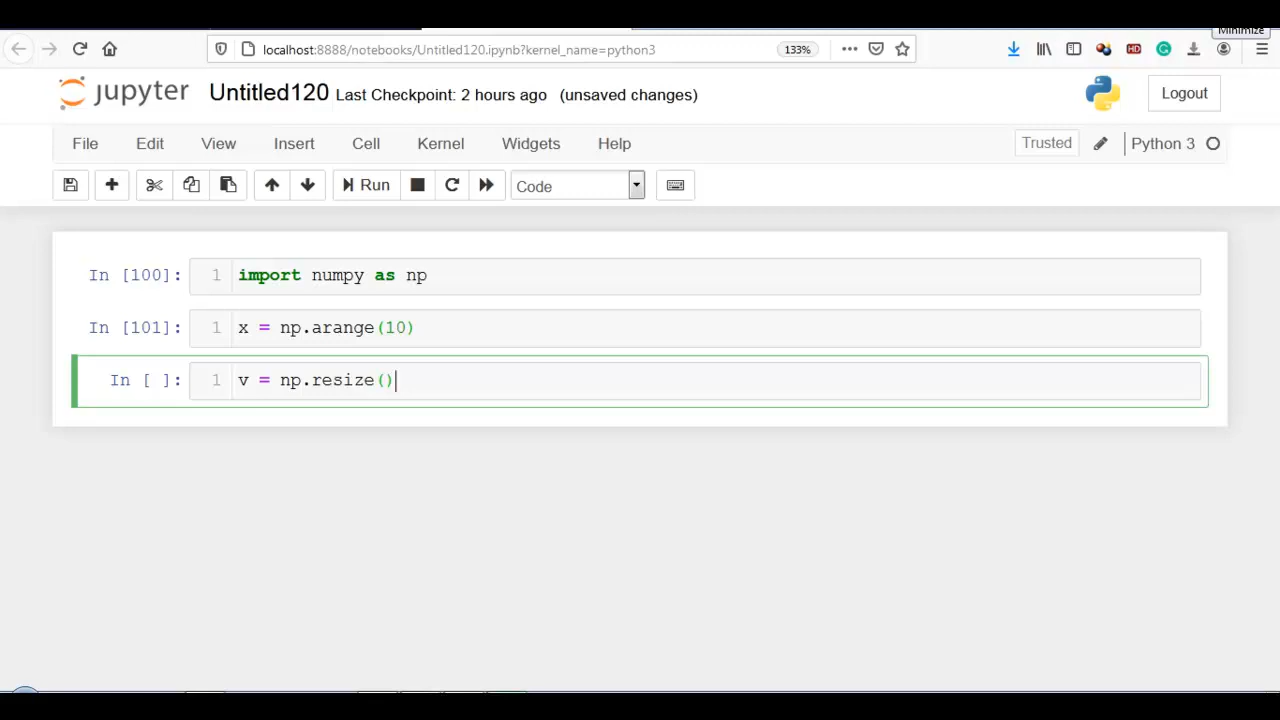 Minimize
localhost:8888/notebooks/Untitled120.ipynb?kernel_name=python3 133% HD
jupyter Untitled120 Last Checkpoint: 2 hours ago (unsaved changes) Logout
File Edit View Insert Cell Kernel Widgets Help Trusted Python 3
Run Code
In [100]: 1 import numpy as np
In [101]: 1 x = np.arange(10)
In [ ]: 1 v = np.resize()